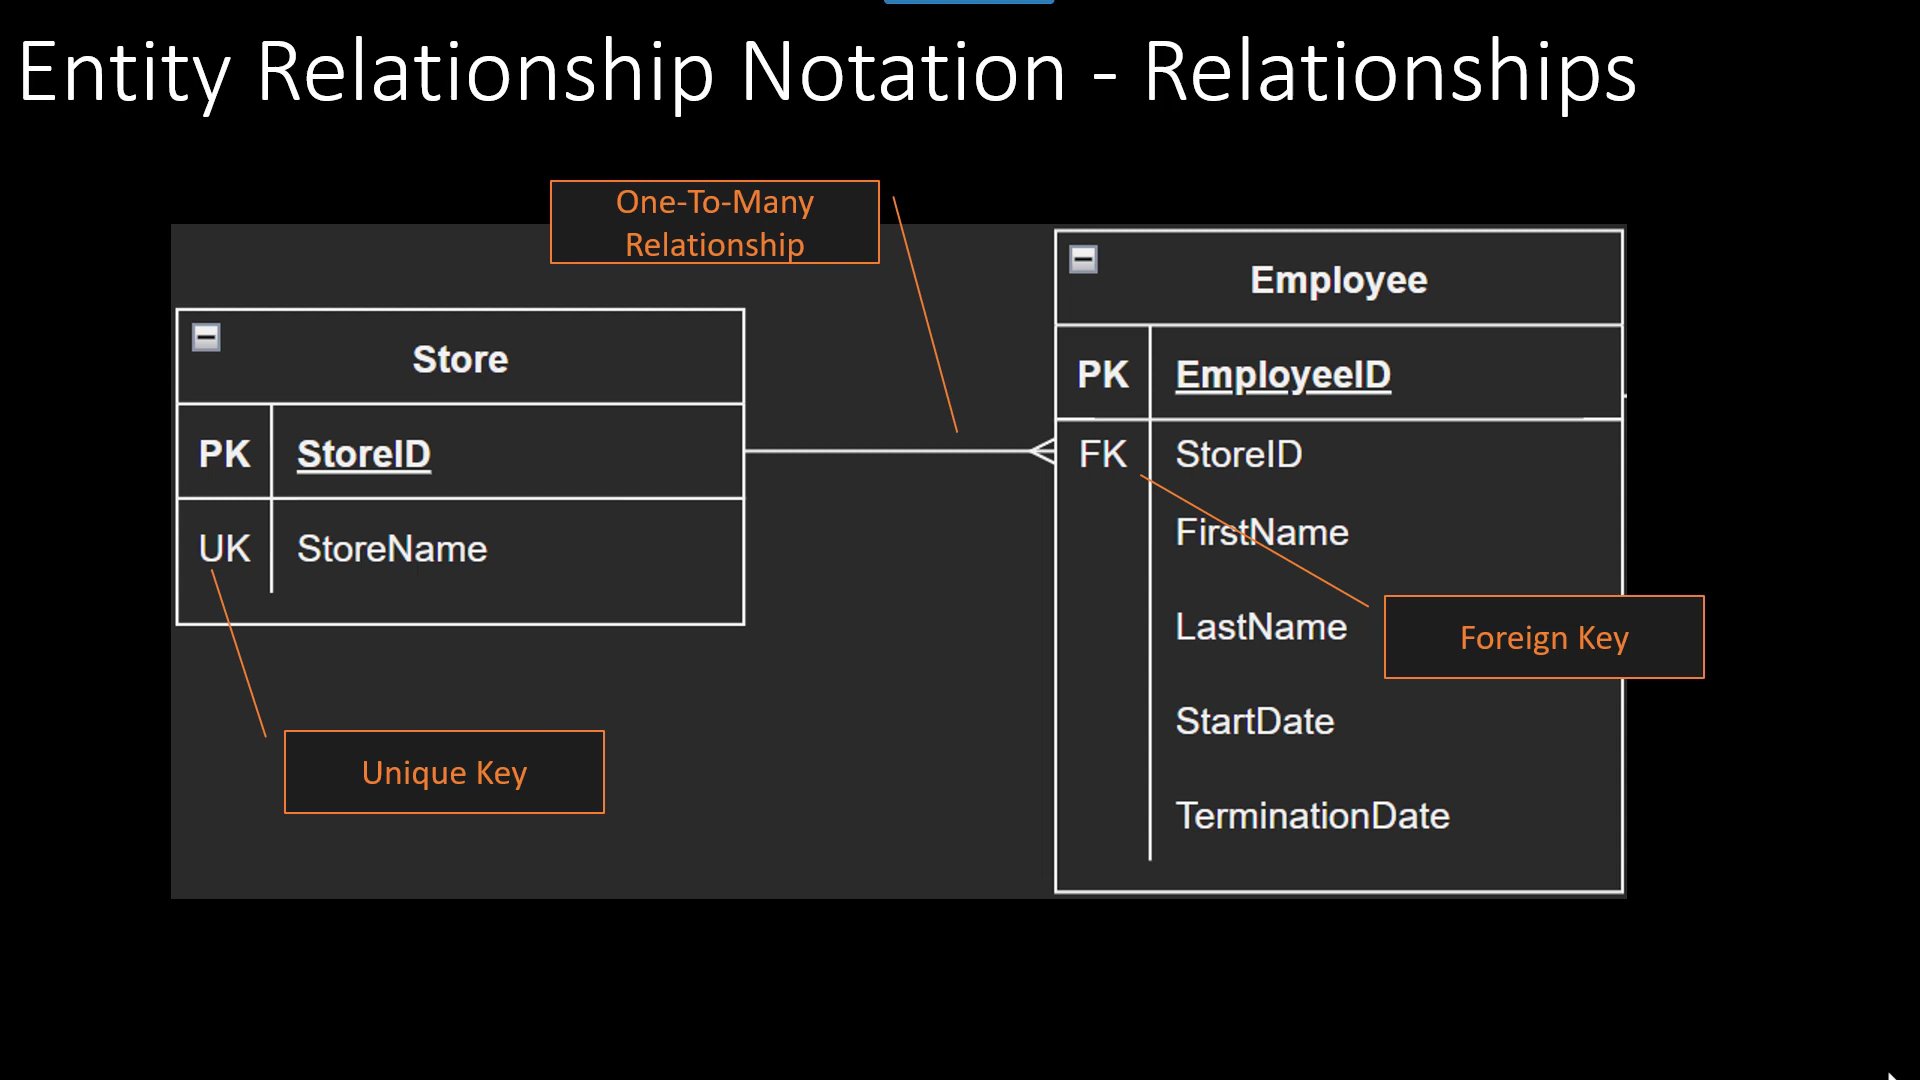 Entity Relationship Notation - Relationships
One-To-Many
Relationship
Store
PK StoreID
UK StoreName
Unique Key
Employee
PK EmployeeID
FK StoreID
FirstName
LastName
Foreign Key
StartDate
TerminationDate